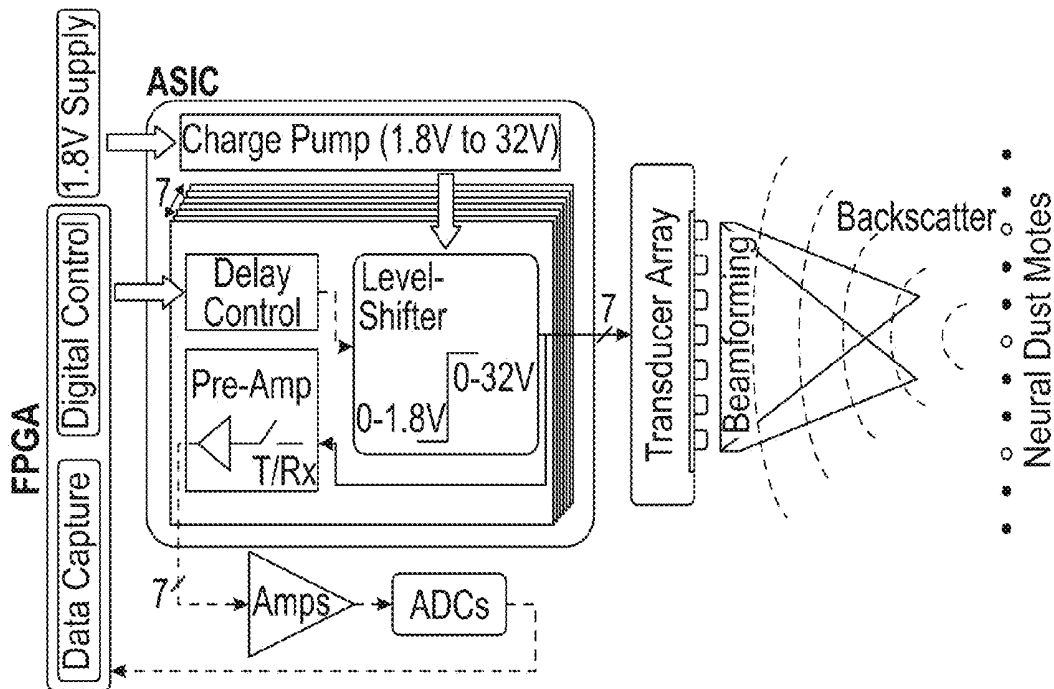 1.8V Supply
ASIC
Charge Pump (1.8V to 32V)
7
FPGA
Digital Control
Data Capture
Delay
Control
Level-
Shifter
0-32V
0-1.8V
Pre-Amp
T/Rx
7
7
Amps
ADCs
Transducer Array
Beamforming
Backscatter
Neural Dust Motes